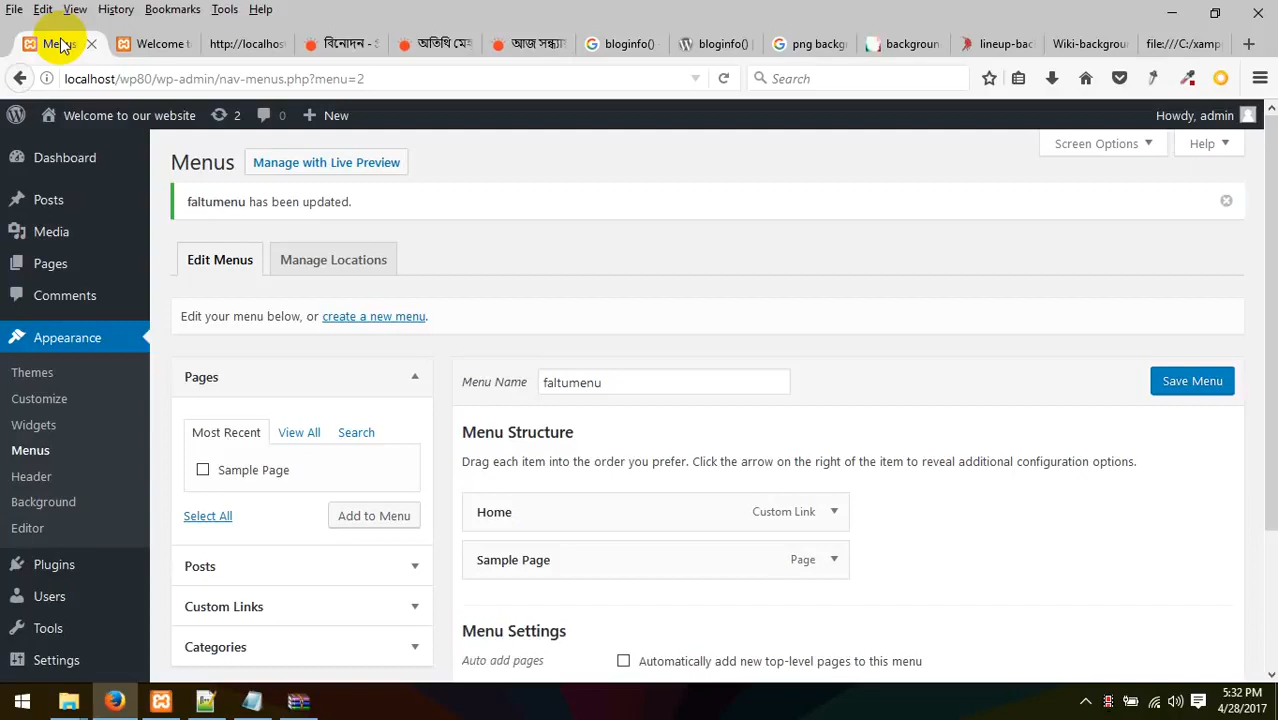 File Edit View History Bookmarks Tools Help
Menus Welcome t http://localhos বিনোদন - অতিথি আজ সন্ধ্যা bloginfo() - bloginfo() png backg background lineup-bac Wiki-backgrou file:///C:/xamp
localhost/wp80/wp-admin/nav-menus.php?menu=2
Search
Welcome to our website 2 0 New Howdy, admin
Dashboard
Posts
Media
Pages
Comments
Appearance
Themes
Customize
Widgets
Menus
Header
Background
Editor
Plugins
Users
Tools
Settings
Screen Options Help
Menus Manage with Live Preview
faltumenu has been updated.
Edit Menus Manage Locations
Edit your menu below, or create a new menu.
Pages
Most Recent View All Search
Sample Page
Select All Add to Menu
Posts
Custom Links
Categories
Menu Name faltumenu Save Menu
Menu Structure
Drag each item into the order you prefer. Click the arrow on the right of the item to reveal additional configuration options.
Home Custom Link
Sample Page Page
Menu Settings
Auto add pages Automatically add new top-level pages to this menu
5:32 PM
4/28/2017